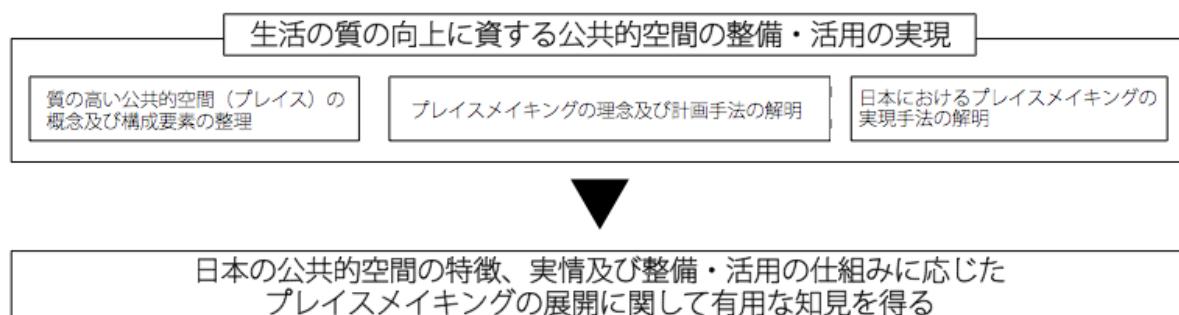 生活の質の向上に資する公共的空間の整備・活用の実現
質の高い公共的空間（プレイス）の
概念及び構成要素の整理
プレイスメイキングの理念及び計画手法の解明
日本におけるプレイスメイキングの
実現手法の解明
日本の公共的空間の特徴、実情及び整備・活用の仕組みに応じた
プレイスメイキングの展開に関して有用な知見を得る